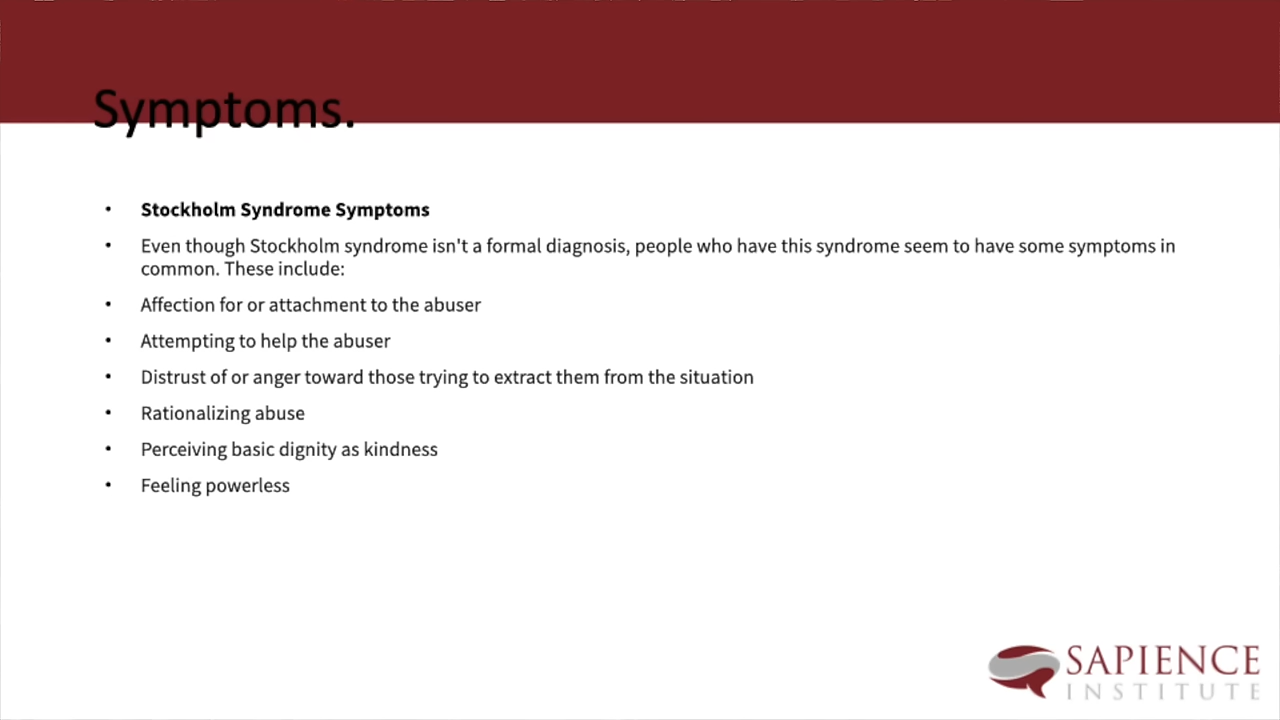 Symptoms.
• Stockholm Syndrome Symptoms
• Even though Stockholm syndrome isn't a formal diagnosis, people who have this syndrome seem to have some symptoms in
common. These include:
• Affection for or attachment to the abuser
• Attempting to help the abuser
• Distrust of or anger toward those trying to extract them from the situation
• Rationalizing abuse
• Perceiving basic dignity as kindness
• Feeling powerless
SAPIENCE
INSTITUTE